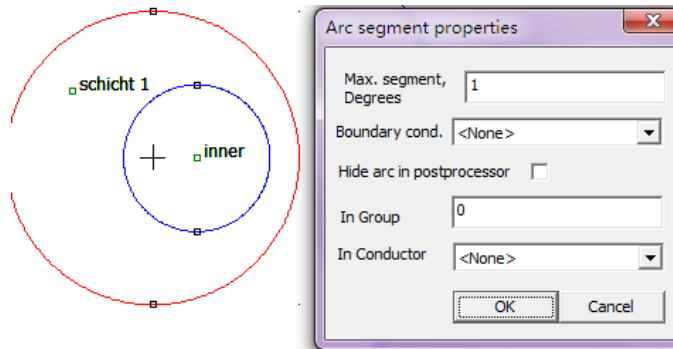 schicht 1
inner
Arc segment properties
Max. segment,
Degrees
1
Boundary cond.
<None>
Hide arc in postprocessor
In Group
0
In Conductor
<None>
OK
Cancel